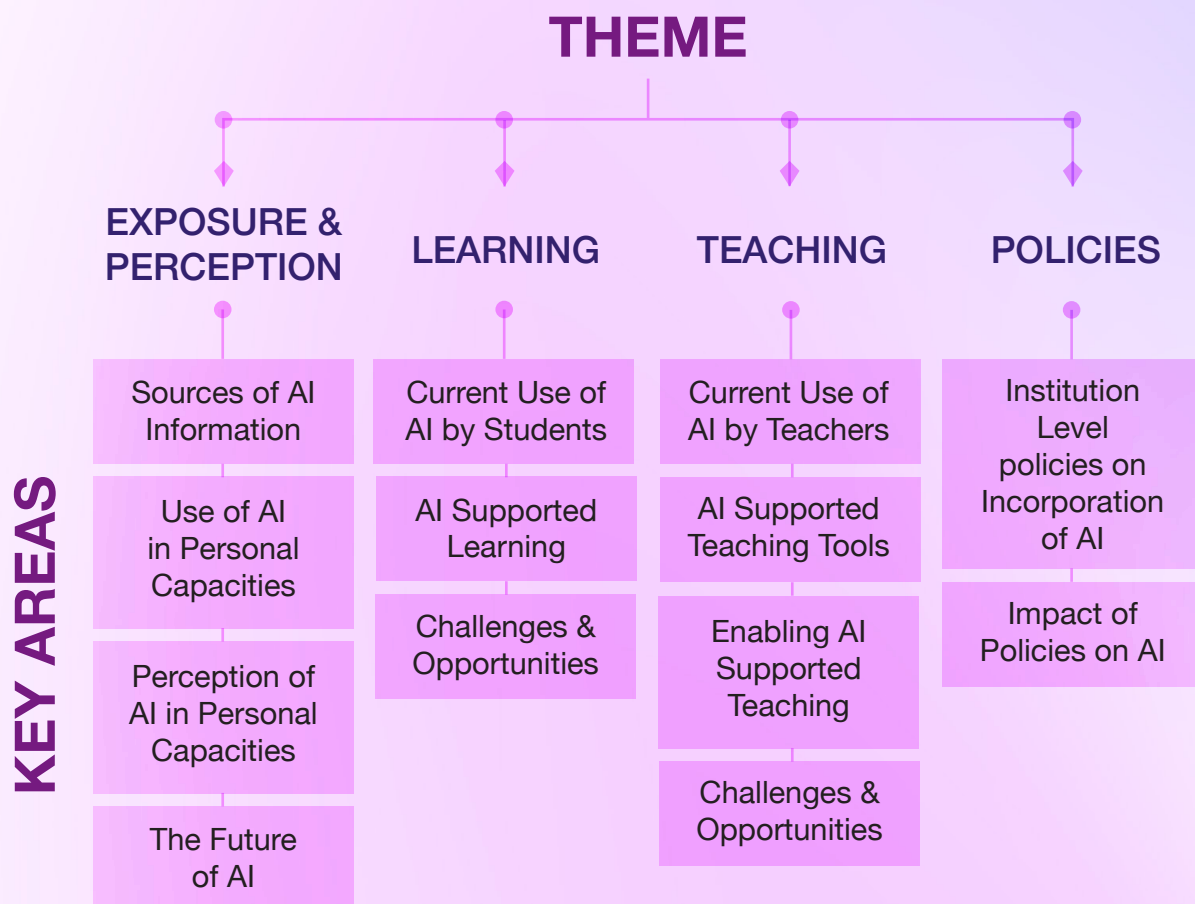 THEME
EXPOSURE &
PERCEPTION
Sources of AI
Information
Use of AI
in Personal
Capacities
Perception of
AI in Personal
Capacities
The Future
of AI
LEARNING
Current Use of
AI by Students
AI Supported
Learning
Challenges &
Opportunities
TEACHING
Current Use of
AI by Teachers
AI Supported
Teaching Tools
Enabling AI
Supported
Teaching
Challenges &
Opportunities
POLICIES
Institution
Level
policies on
Incorporation
of AI
Impact of
Policies on AI
KEY AREAS